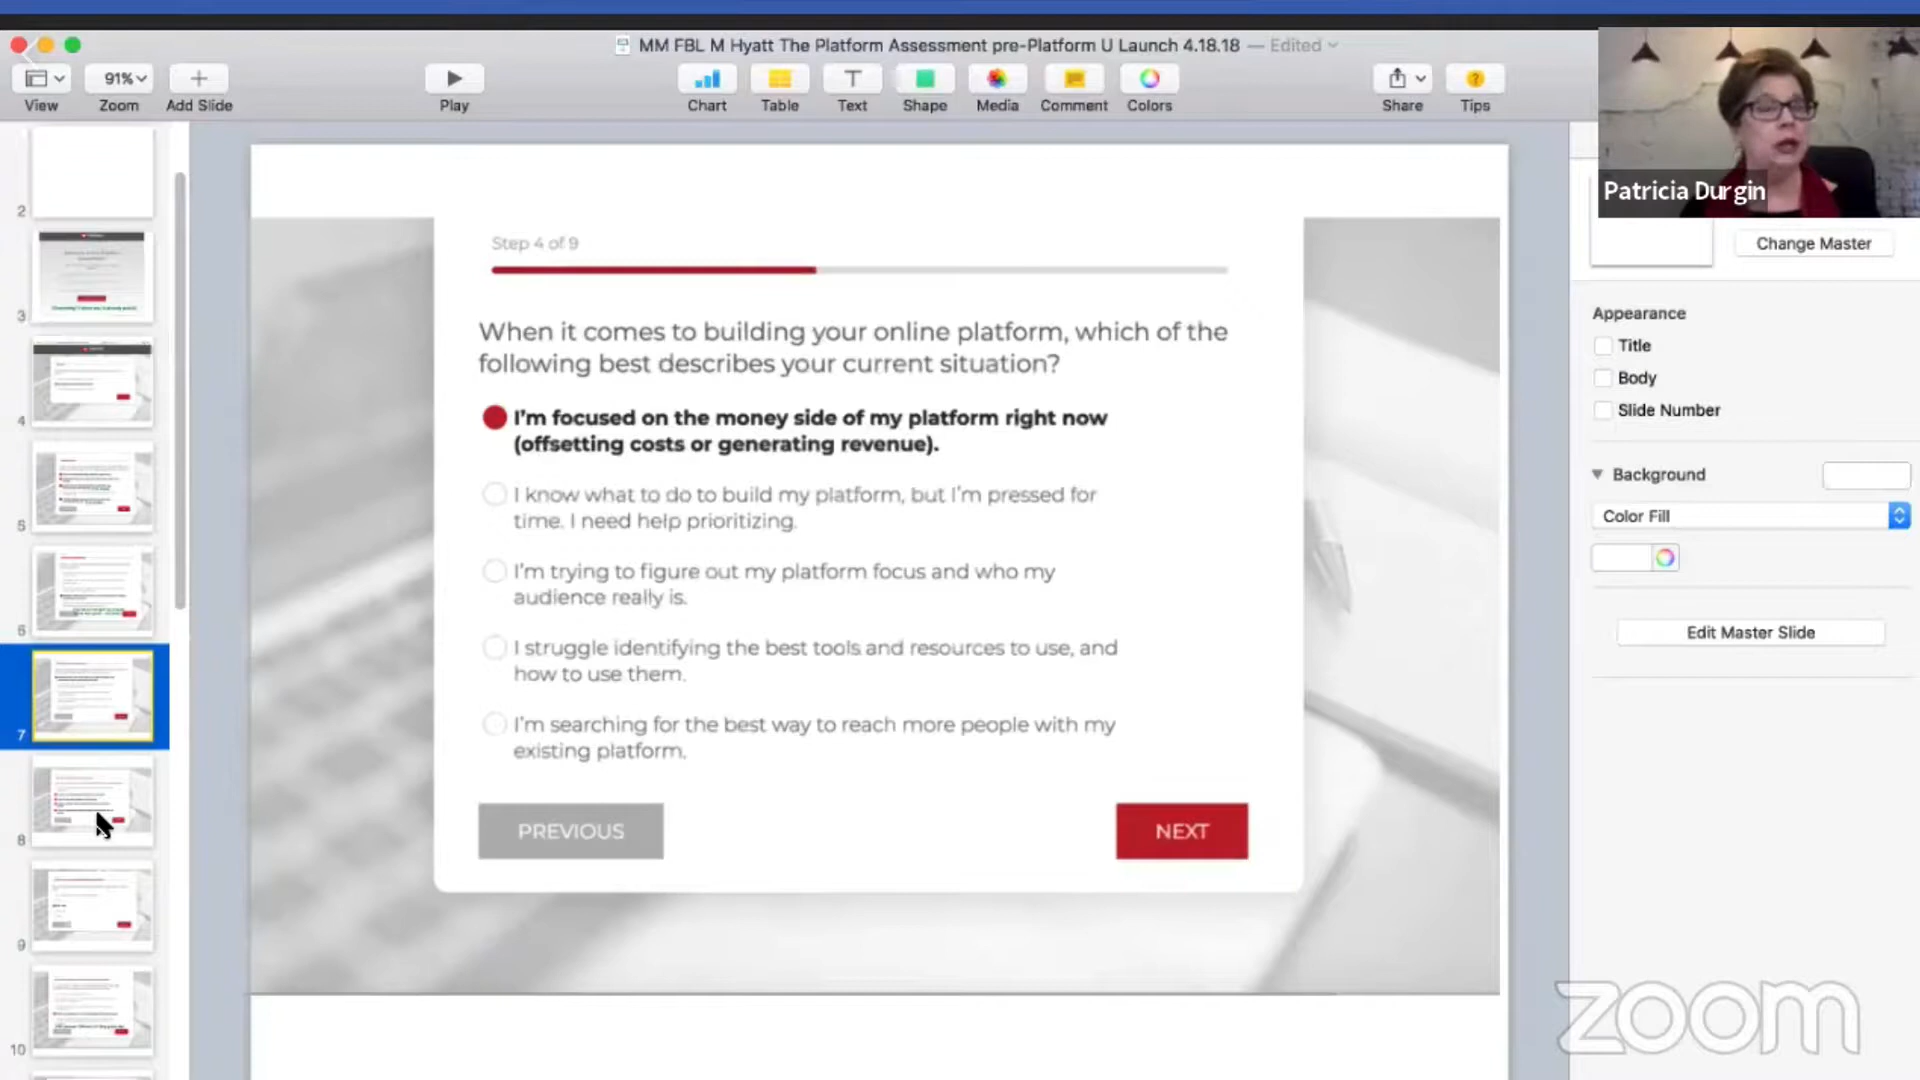 MM FBL M Hyatt The Platform Assessment pre-Platform U Launch 4.18.18 — Edited
91%
View
Zoom
Add Slide
Play
Chart
Table
Text
Shape
Media
Comment
Colors
Share
Tips
Patricia Durgin
Change Master
Appearance
Title
Body
Slide Number
Background
Color Fill
Edit Master Slide
2
3
4
5
6
7
8
9
10
Step 4 of 9
When it comes to building your online platform, which of the
following best describes your current situation?
I'm focused on the money side of my platform right now
(offsetting costs or generating revenue).
I know what to do to build my platform, but I'm pressed for
time. I need help prioritizing.
I'm trying to figure out my platform focus and who my
audience really is.
I struggle identifying the best tools and resources to use, and
how to use them.
I'm searching for the best way to reach more people with my
existing platform.
PREVIOUS
NEXT
zoom